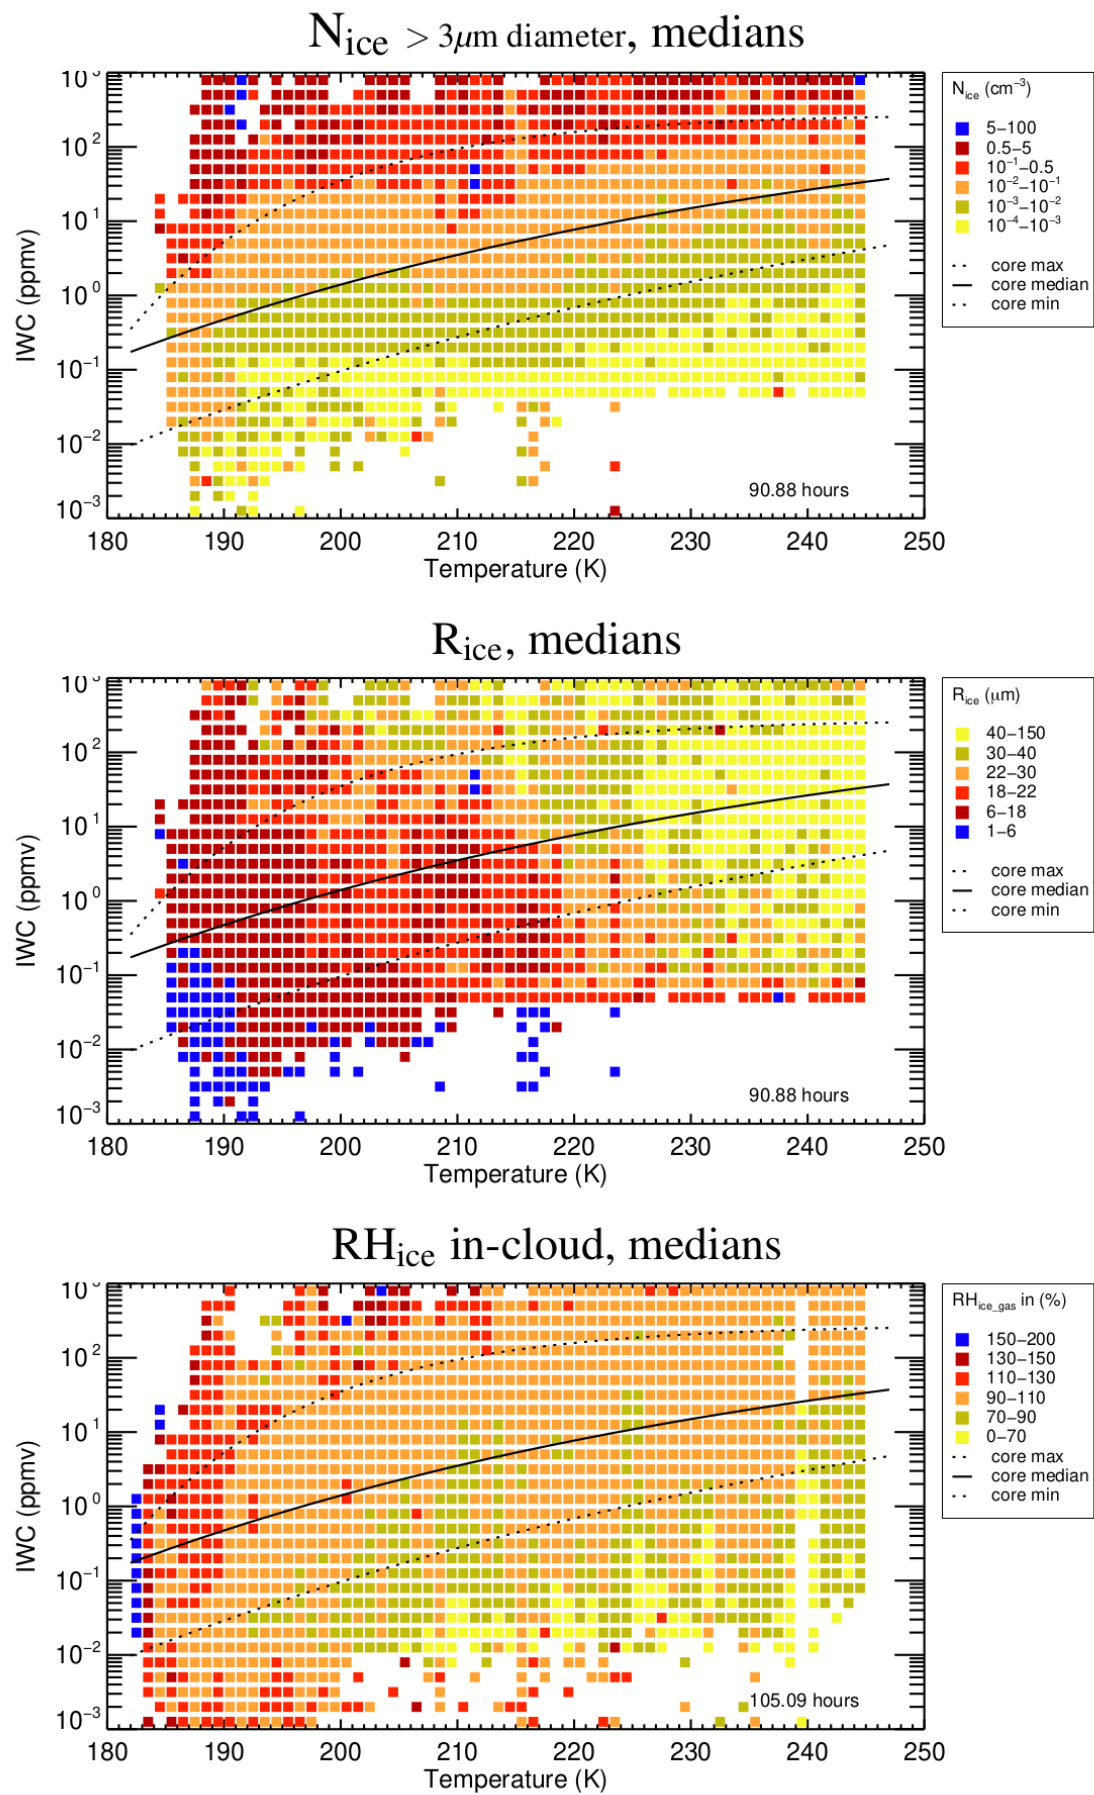 N_ice > 3μm diameter, medians
10^3
10^2
10^1
10^0
10^-1
10^-2
10^-3
IWC (ppmv)
180 190 200 210 220 230 240 250
Temperature (K)
90.88 hours
N_ice (cm^-3)
5-100
0.5-5
10^-1-0.5
10^-2-10^-1
10^-3-10^-2
10^-4-10^-3
core max
core median
core min
R_ice, medians
10^3
10^2
10^1
10^0
10^-1
10^-2
10^-3
IWC (ppmv)
180 190 200 210 220 230 240 250
Temperature (K)
90.88 hours
R_ice (μm)
40-150
30-40
22-30
18-22
6-18
1-6
core max
core median
core min
RH_ice in-cloud, medians
10^3
10^2
10^1
10^0
10^-1
10^-2
10^-3
IWC (ppmv)
180 190 200 210 220 230 240 250
Temperature (K)
105.09 hours
RH_ice_gas in (%)
150-200
130-150
110-130
90-110
70-90
0-70
core max
core median
core min